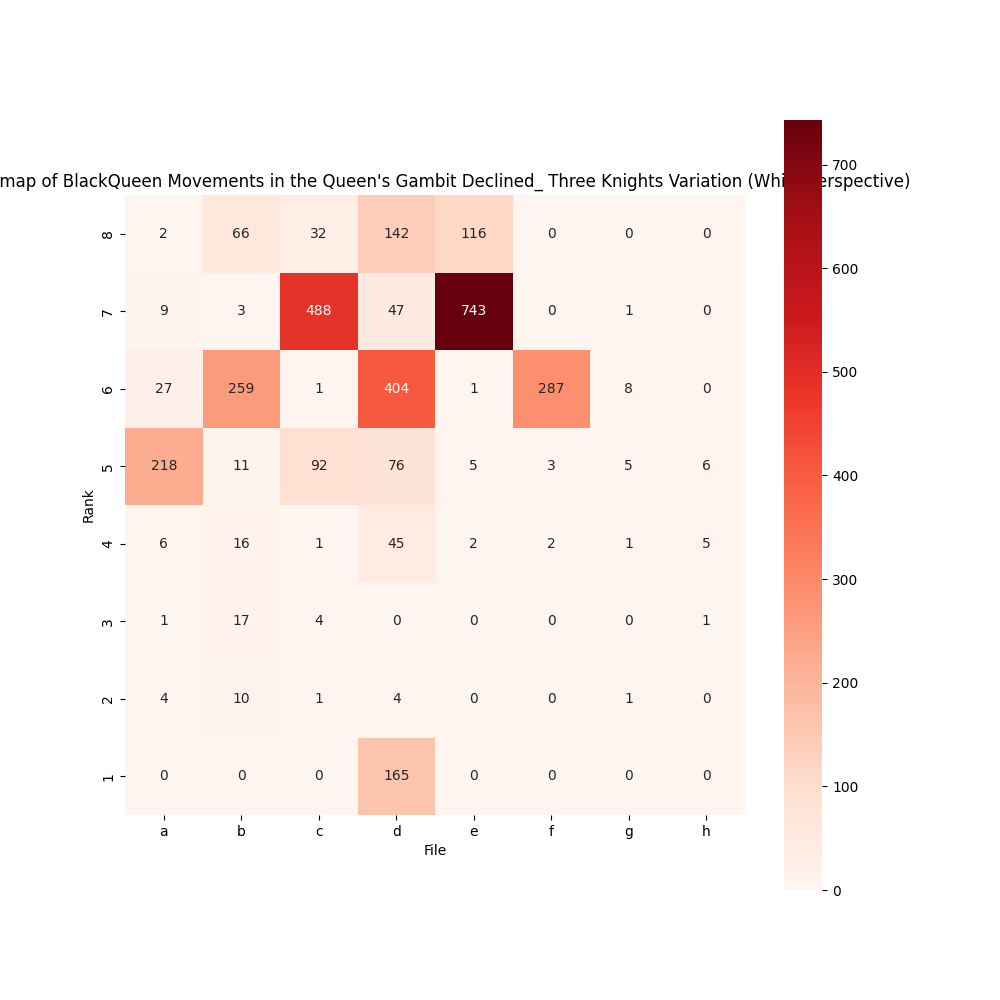 map of BlackQueen Movements in the Queen's Gambit Declined_ Three Knights Variation (Whi erspective)
700
8 2 66 32 142 116 0 0 0
600
7 9 3 488 47 743 0 1 0
500
6 27 259 1 404 1 287 8 0
400
5 218 11 92 76 5 3 5 6
Rank
300
4 6 16 1 45 2 2 1 5
3 1 17 4 0 0 0 0 1
200
2 4 10 1 4 0 0 1 0
100
1 0 0 0 165 0 0 0 0
a b c d e f g h
File
0